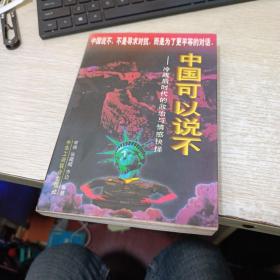 中国说不，不是寻求对抗，而是为了更平等的对话。
中国可以说不
——冷战后时代的政治与情感抉择